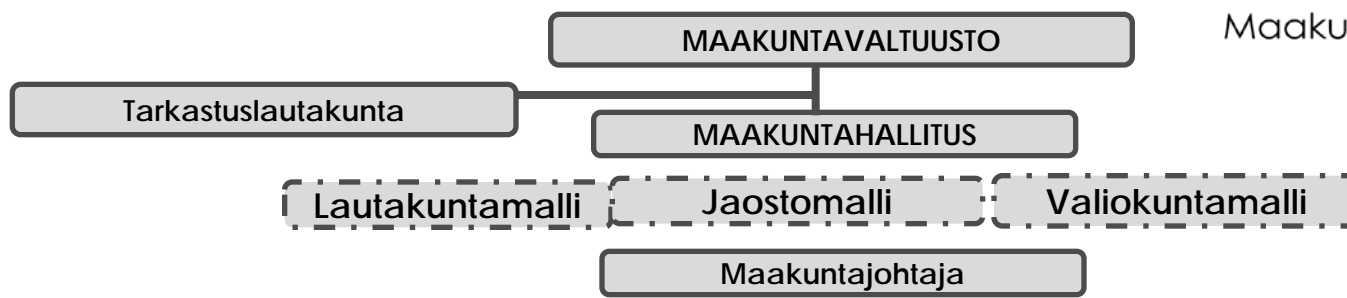 MAAKUNTAVALTUUSTO
Maaku
Tarkastuslautakunta
MAAKUNTAHALLITUS
Lautakuntamalli
Jaostomalli
Valiokuntamalli
Maakuntajohtaja